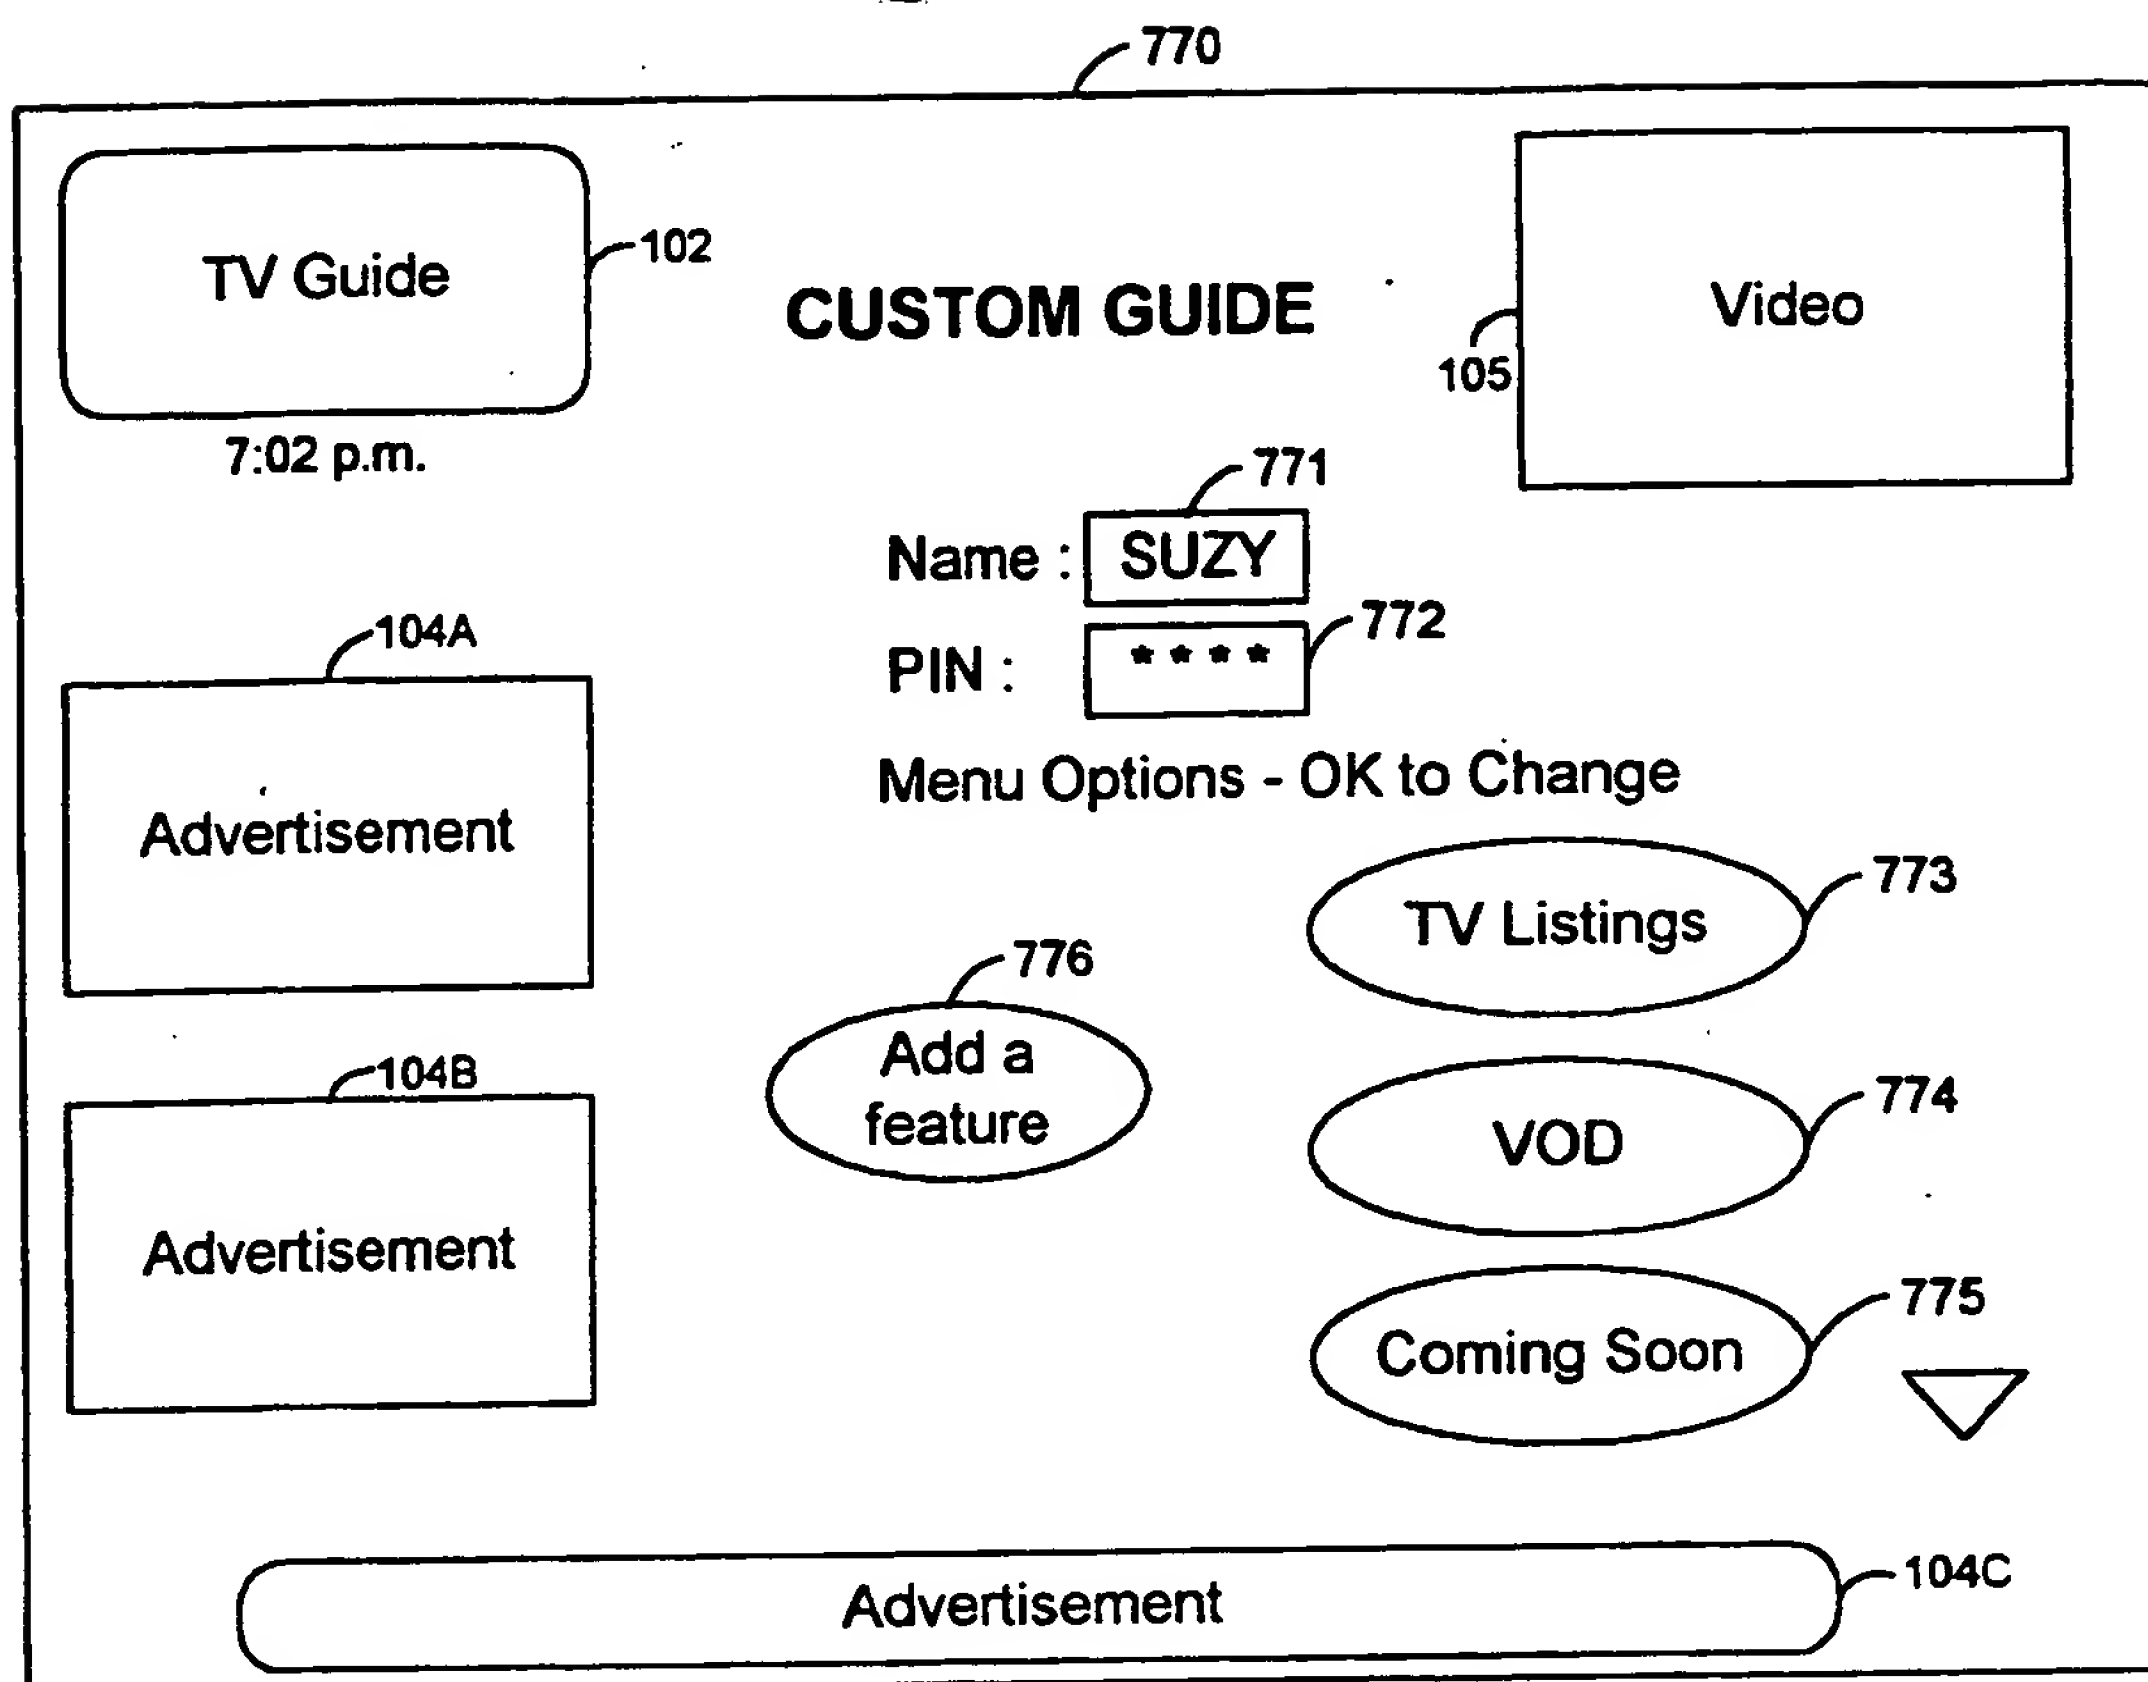 770
TV Guide
102
CUSTOM GUIDE
Video
105
7:02 p.m.
771
Name : SUZY
772
PIN : ****
104A
Menu Options - OK to Change
Advertisement
773
TV Listings
776
Add a
feature
104B
774
VOD
Advertisement
775
Coming Soon
104C
Advertisement